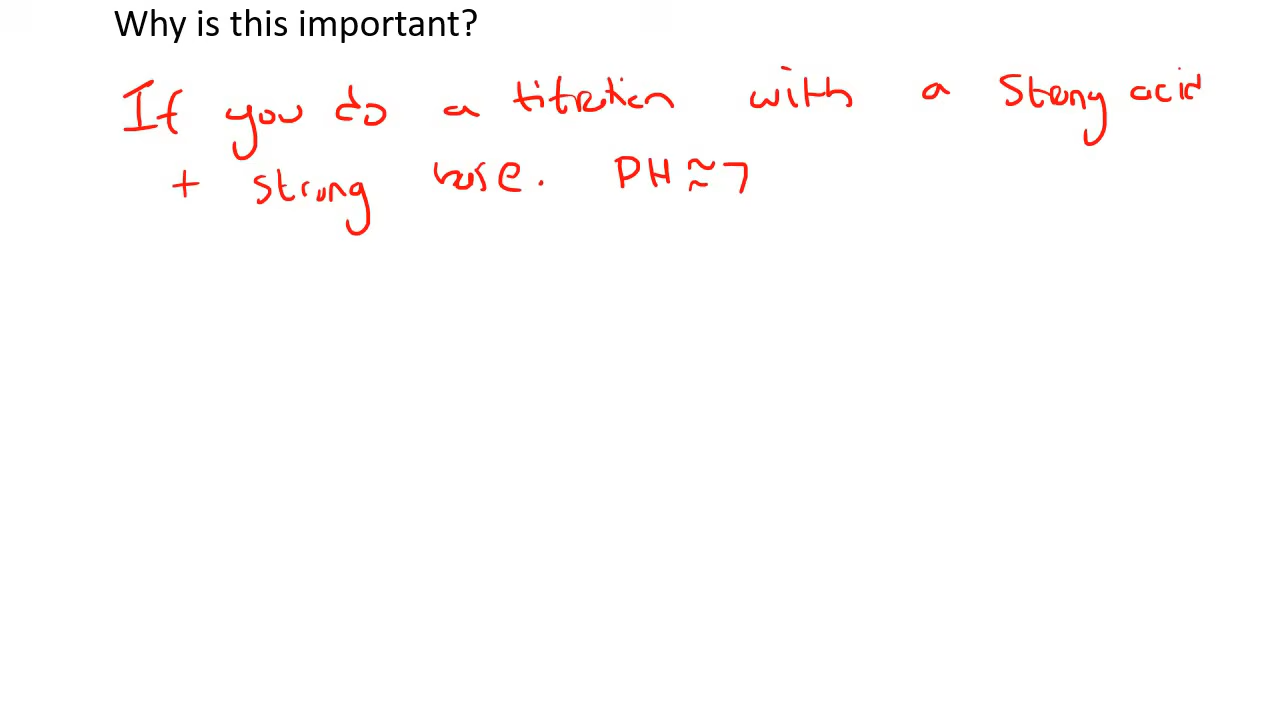 Why is this important?
If you do a titration with a strong acid
+ strong base. PH ≈ 7